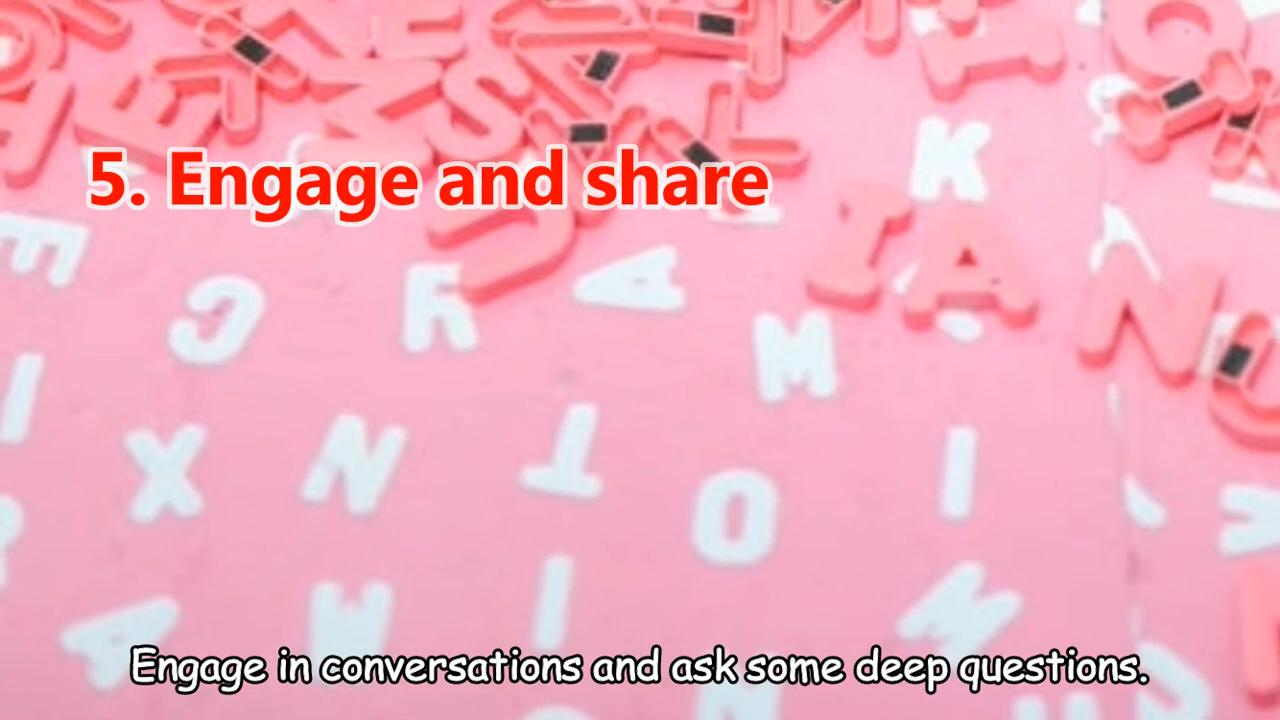 5. Engage and share
Engage in conversations and ask some deep questions.